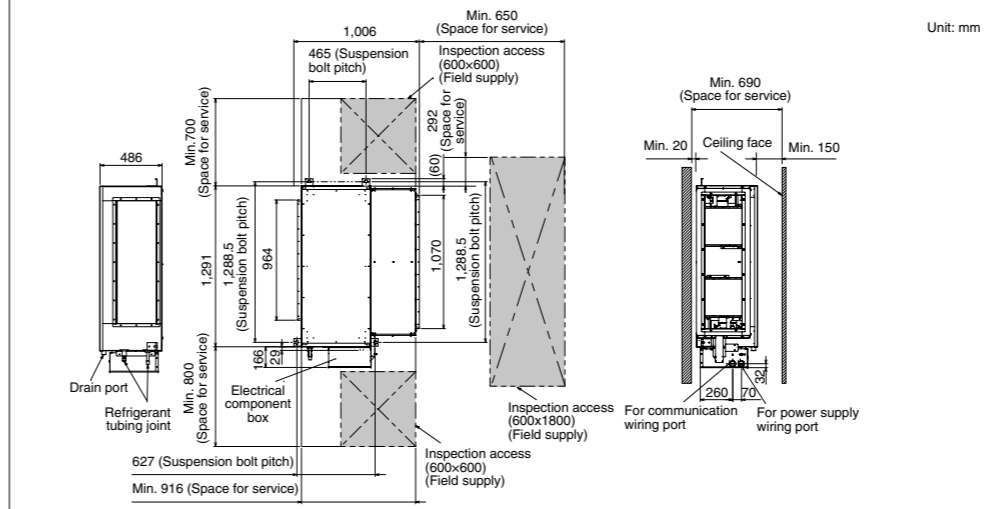 Unit: mm
Min. 650
(Space for service)
1,006
465 (Suspension
bolt pitch)
Inspection access
(600×600)
(Field supply)
292
(Space for
service)
(60)
Min.700
(Space for service)
486
1,291
1,288.5
(Suspension bolt pitch)
964
1,070
1,288.5
(Suspension bolt pitch)
166
29
Min. 800
(Space for service)
Drain port
Refrigerant
tubing joint
Electrical
component
box
627 (Suspension bolt pitch)
Min. 916 (Space for service)
Inspection access
(600×600)
(Field supply)
Inspection access
(600x1800)
(Field supply)
Min. 690
(Space for service)
Min. 20
Ceiling face
Min. 150
32
260
70
For communication
wiring port
For power supply
wiring port